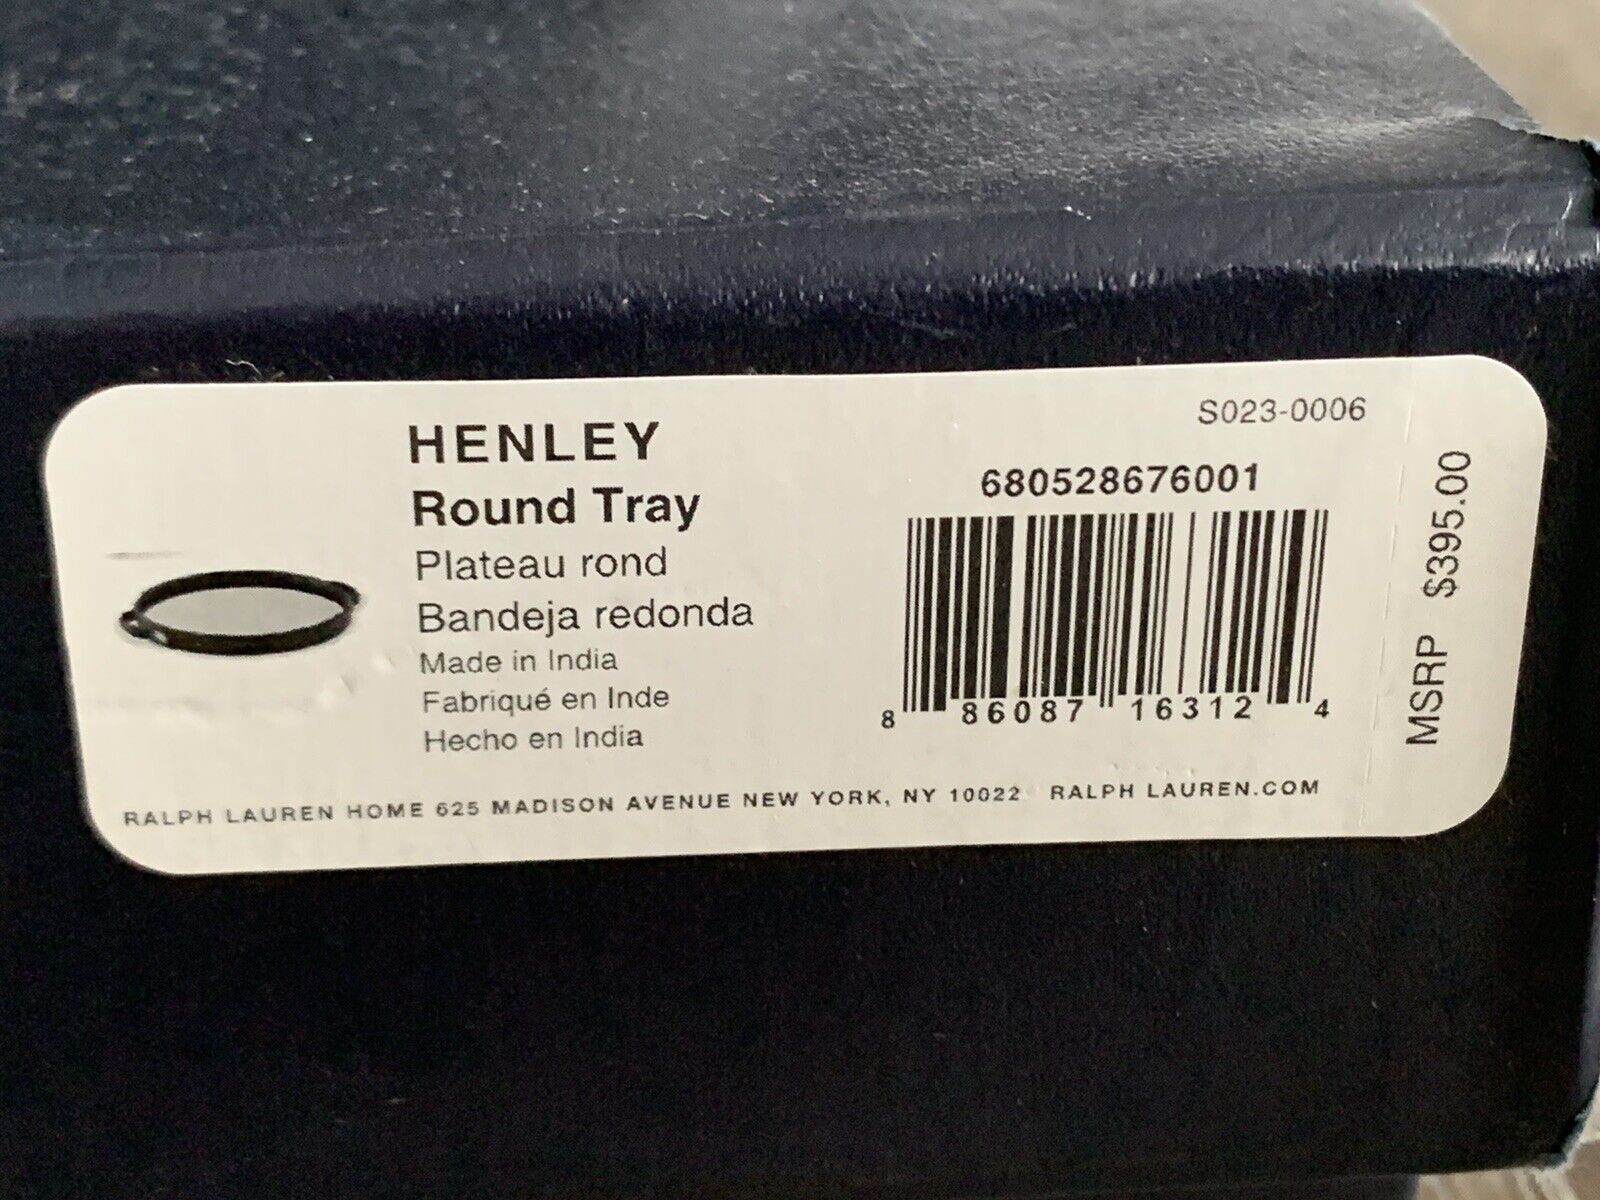 HENLEY
Round Tray
Plateau rond
Bandeja redonda
Made in India
Fabriqué en Inde
Hecho en India
S023-0006
680528676001
8 86087 16312 4
MSRP $395.00
RALPH LAUREN HOME 625 MADISON AVENUE NEW YORK, NY 10022 RALPH LAUREN.COM